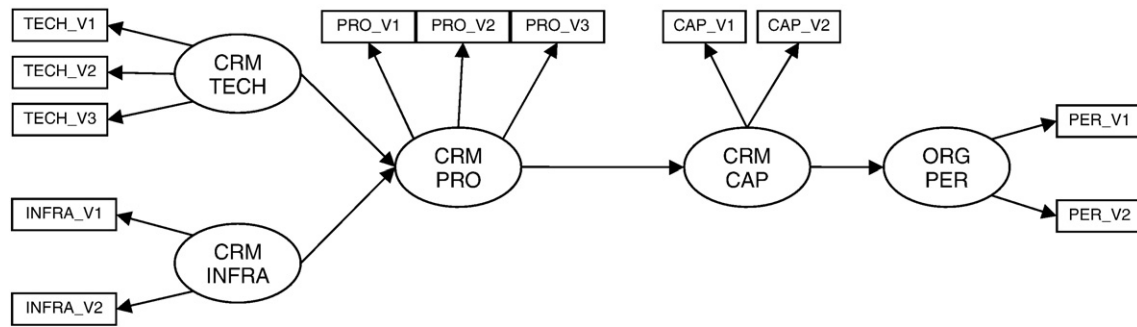 TECH_V1
TECH_V2
TECH_V3
CRM
TECH
PRO_V1
PRO_V2
PRO_V3
CAP_V1
CAP_V2
CRM
PRO
CRM
CAP
ORG
PER
PER_V1
PER_V2
INFRA_V1
INFRA_V2
CRM
INFRA